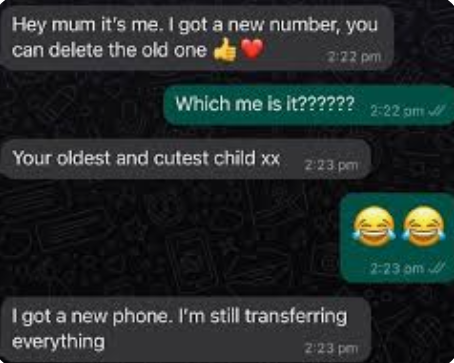 Hey mum it's me. I got a new number, you
can delete the old one 👍❤️
2:22 pm
Which me is it??????
2:22 pm
Your oldest and cutest child xx
2:23 pm
😂😂
2:23 pm
I got a new phone. I'm still transferring
everything
2:23 pm